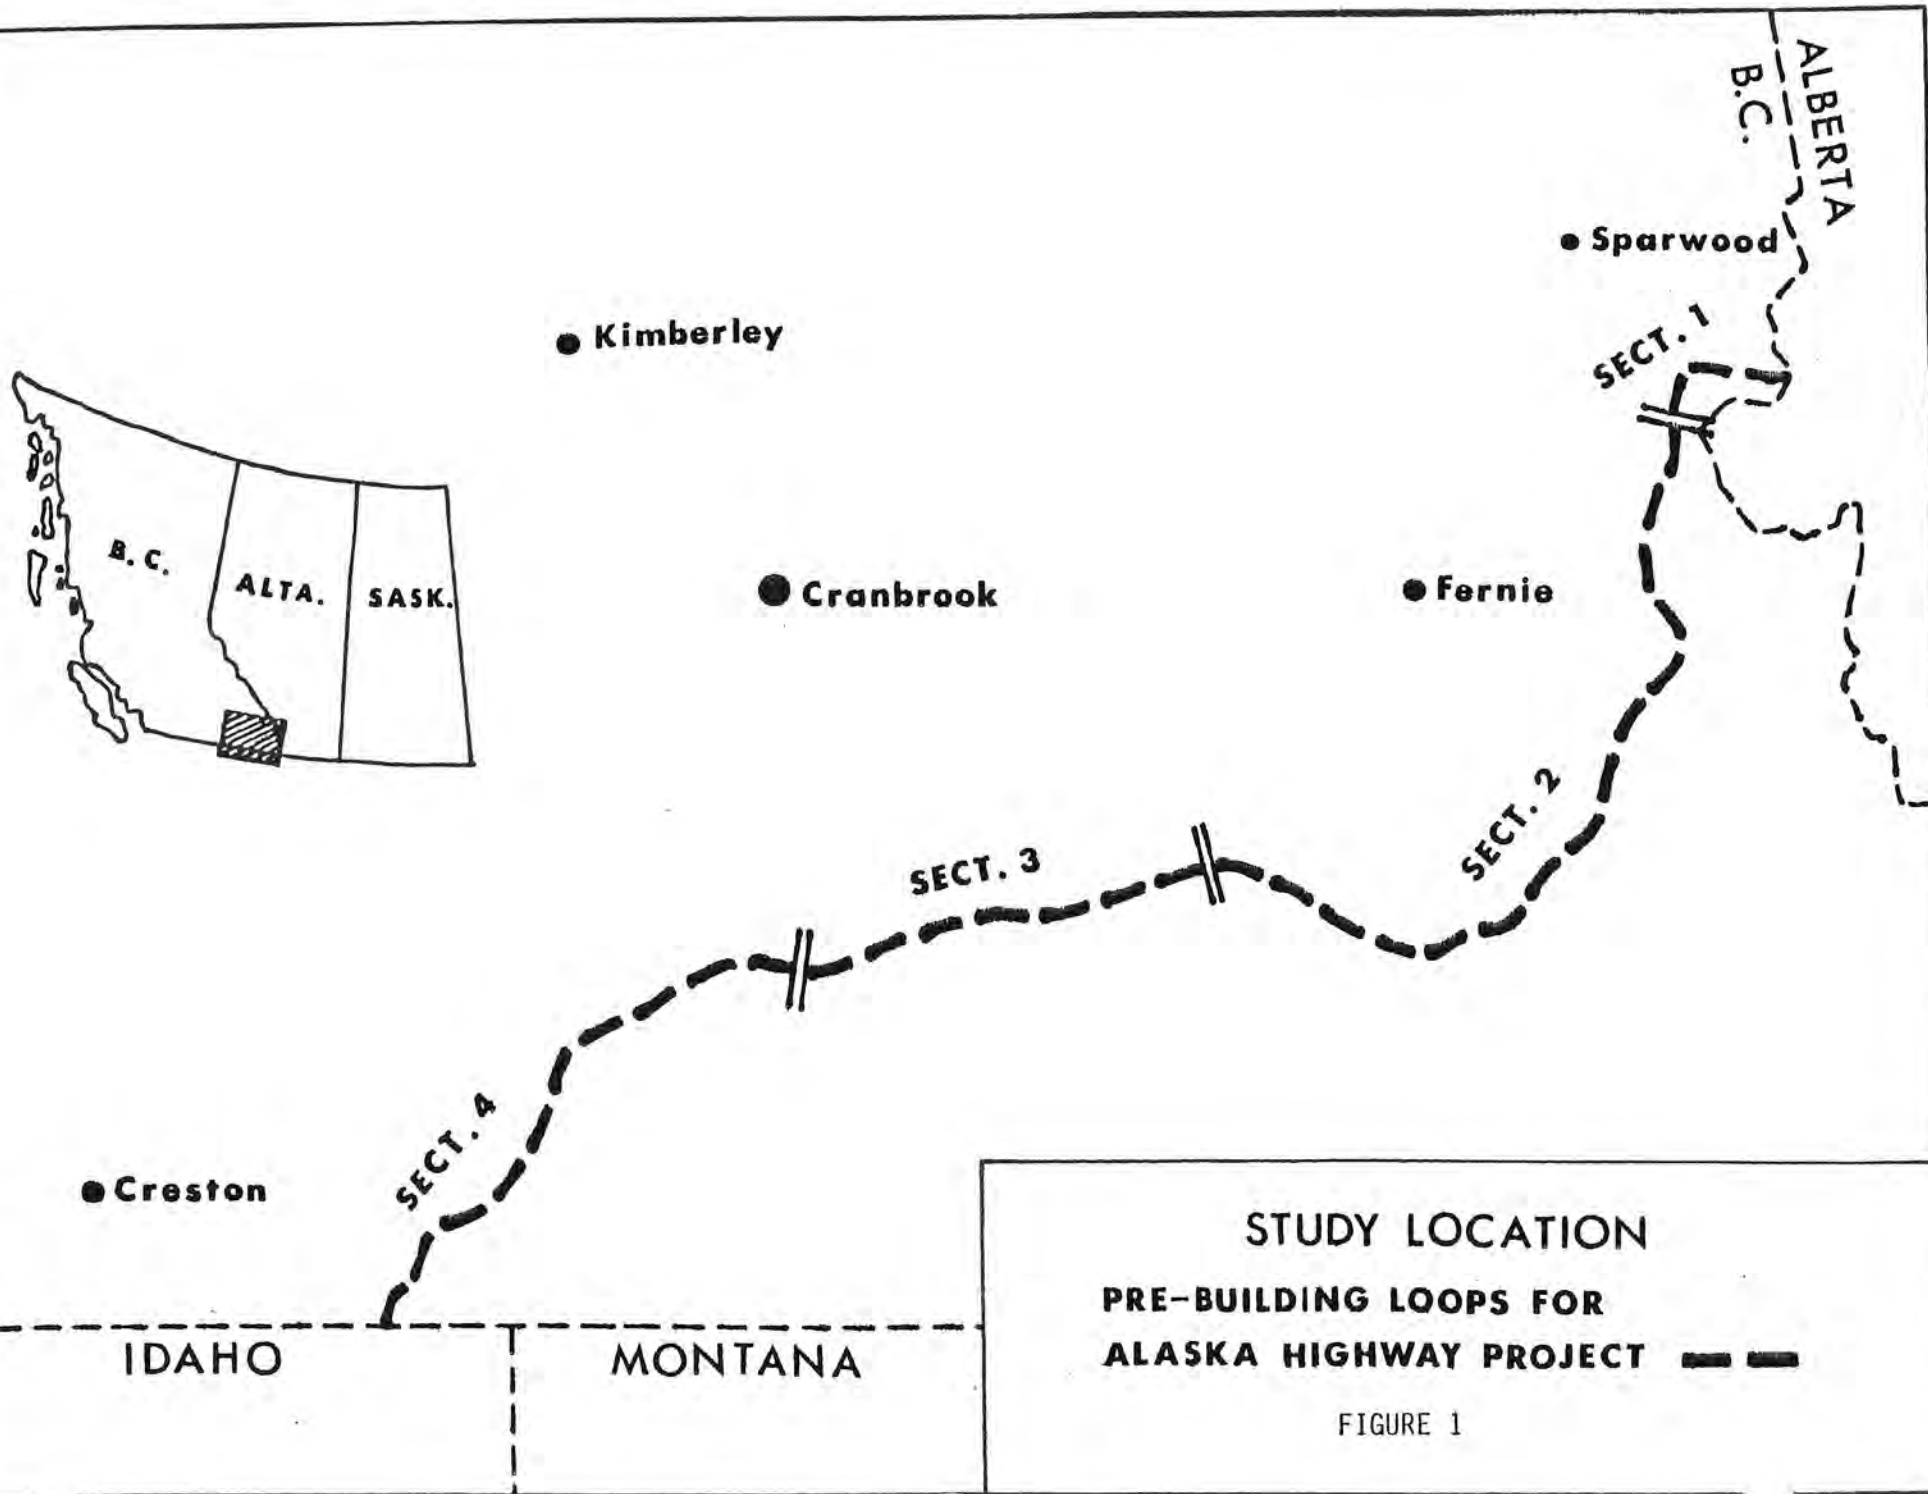 ALBERTA
B.C.
Sparwood
Kimberley
SECT. 1
B.C.
ALTA.
SASK.
Cranbrook
Fernie
SECT. 2
SECT. 3
SECT. 4
Creston
IDAHO
MONTANA
STUDY LOCATION
PRE-BUILDING LOOPS FOR
ALASKA HIGHWAY PROJECT
FIGURE 1